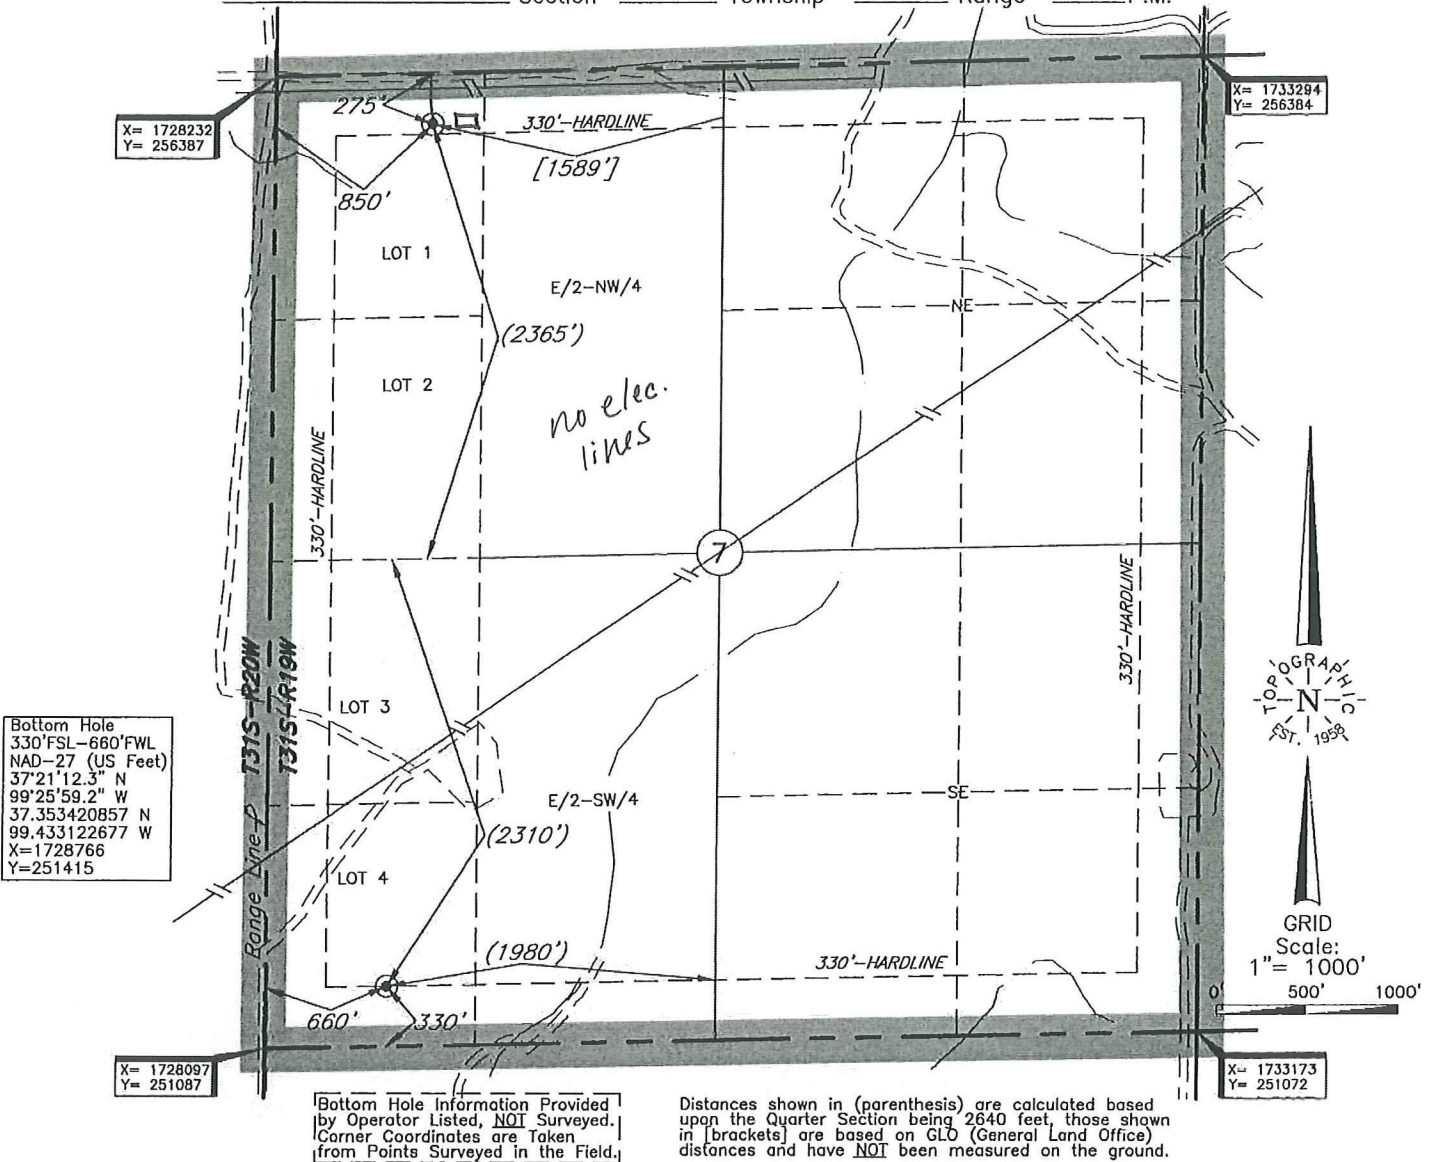 Section Township Range P.M.
X= 1733294
Y= 256384
X= 1728232
Y= 256387
275'
330'-HARDLINE
[1589']
850'
LOT 1
E/2-NW/4
NE
(2365')
LOT 2
no elec.
lines
330'-HARDLINE
7
330'-HARDLINE
T31S-R20W
T31S-R19W
LOT 3
TOPOGRAPHIC
N
EST. 1958
Bottom Hole
330'FSL-660'FWL
NAD-27 (US Feet)
37°21'12.3" N
99°25'59.2" W
37.353420857 N
99.433122677 W
X=1728766
Y=251415
E/2-SW/4
SE
(2310')
LOT 4
Range Line
(1980')
330'-HARDLINE
GRID
Scale:
1"= 1000'
0' 500' 1000'
660'
330'
X= 1728097
Y= 251087
X= 1733173
Y= 251072
Bottom Hole Information Provided
by Operator Listed, NOT Surveyed.
Corner Coordinates are Taken
from Points Surveyed in the Field.
Distances shown in (parenthesis) are calculated based
upon the Quarter Section being 2640 feet, those shown
in [brackets] are based on GLO (General Land Office)
distances and have NOT been measured on the ground.